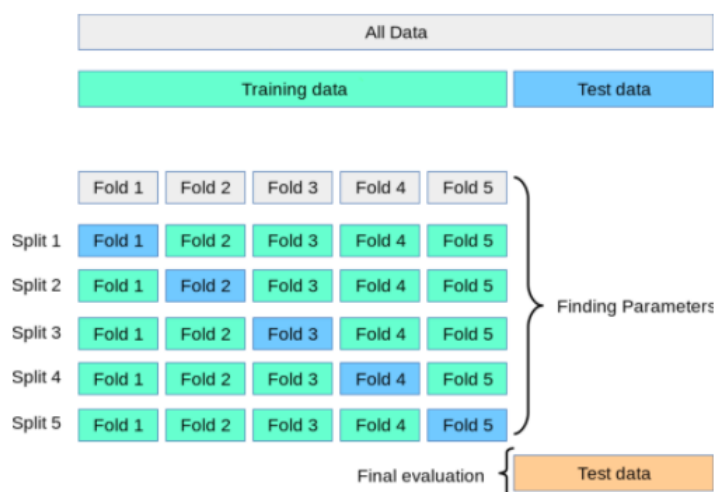 All Data
Training data Test data
Fold 1 Fold 2 Fold 3 Fold 4 Fold 5
Split 1 Fold 1 Fold 2 Fold 3 Fold 4 Fold 5
Split 2 Fold 1 Fold 2 Fold 3 Fold 4 Fold 5
Finding Parameters
Split 3 Fold 1 Fold 2 Fold 3 Fold 4 Fold 5
Split 4 Fold 1 Fold 2 Fold 3 Fold 4 Fold 5
Split 5 Fold 1 Fold 2 Fold 3 Fold 4 Fold 5
Final evaluation Test data